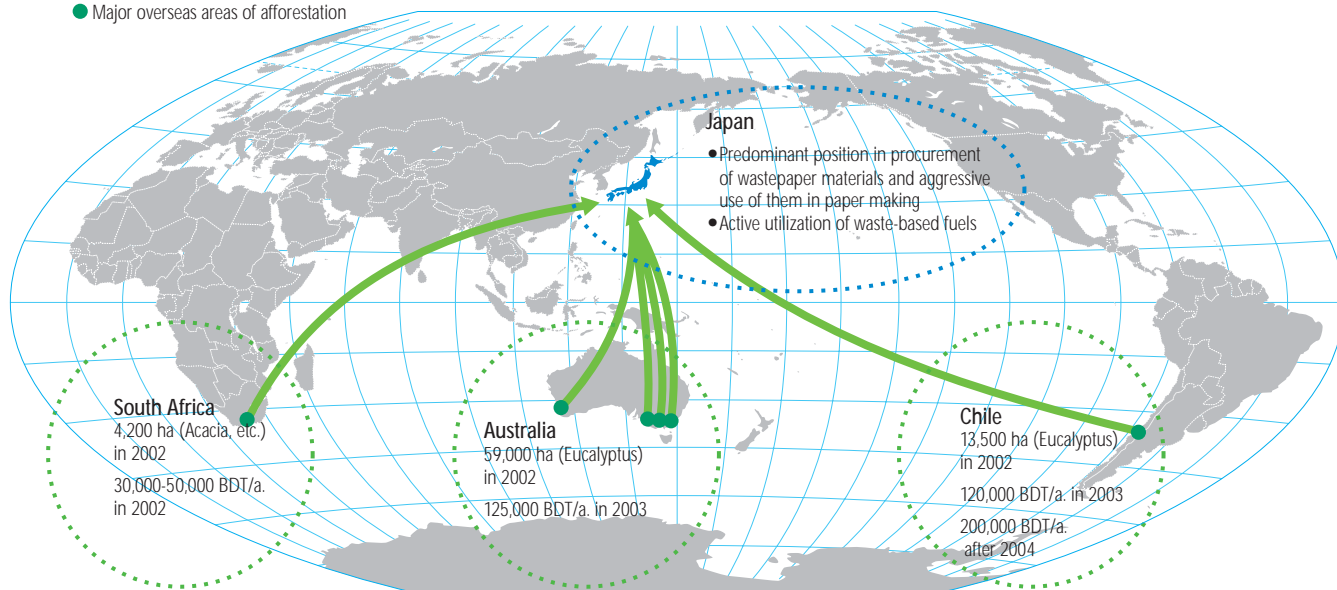 ● Major overseas areas of afforestation
Japan
●Predominant position in procurement
of wastepaper materials and aggressive
use of them in paper making
●Active utilization of waste-based fuels
South Africa
4,200 ha (Acacia, etc.)
in 2002
30,000-50,000 BDT/a.
in 2002
Australia
59,000 ha (Eucalyptus)
in 2002
125,000 BDT/a. in 2003
Chile
13,500 ha (Eucalyptus)
in 2002
120,000 BDT/a. in 2003
200,000 BDT/a.
after 2004